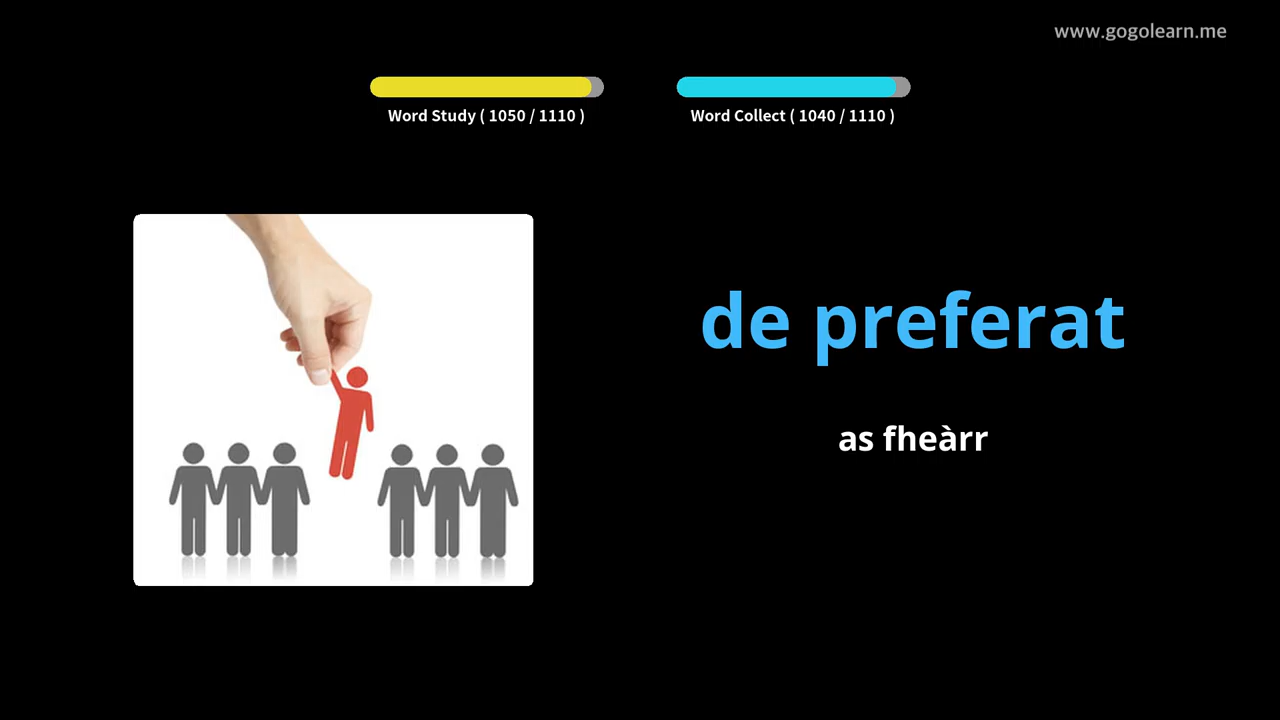 www.gogolearn.me
Word Study ( 1050 / 1110 )
Word Collect ( 1040 / 1110 )
de preferat
as fheàrr